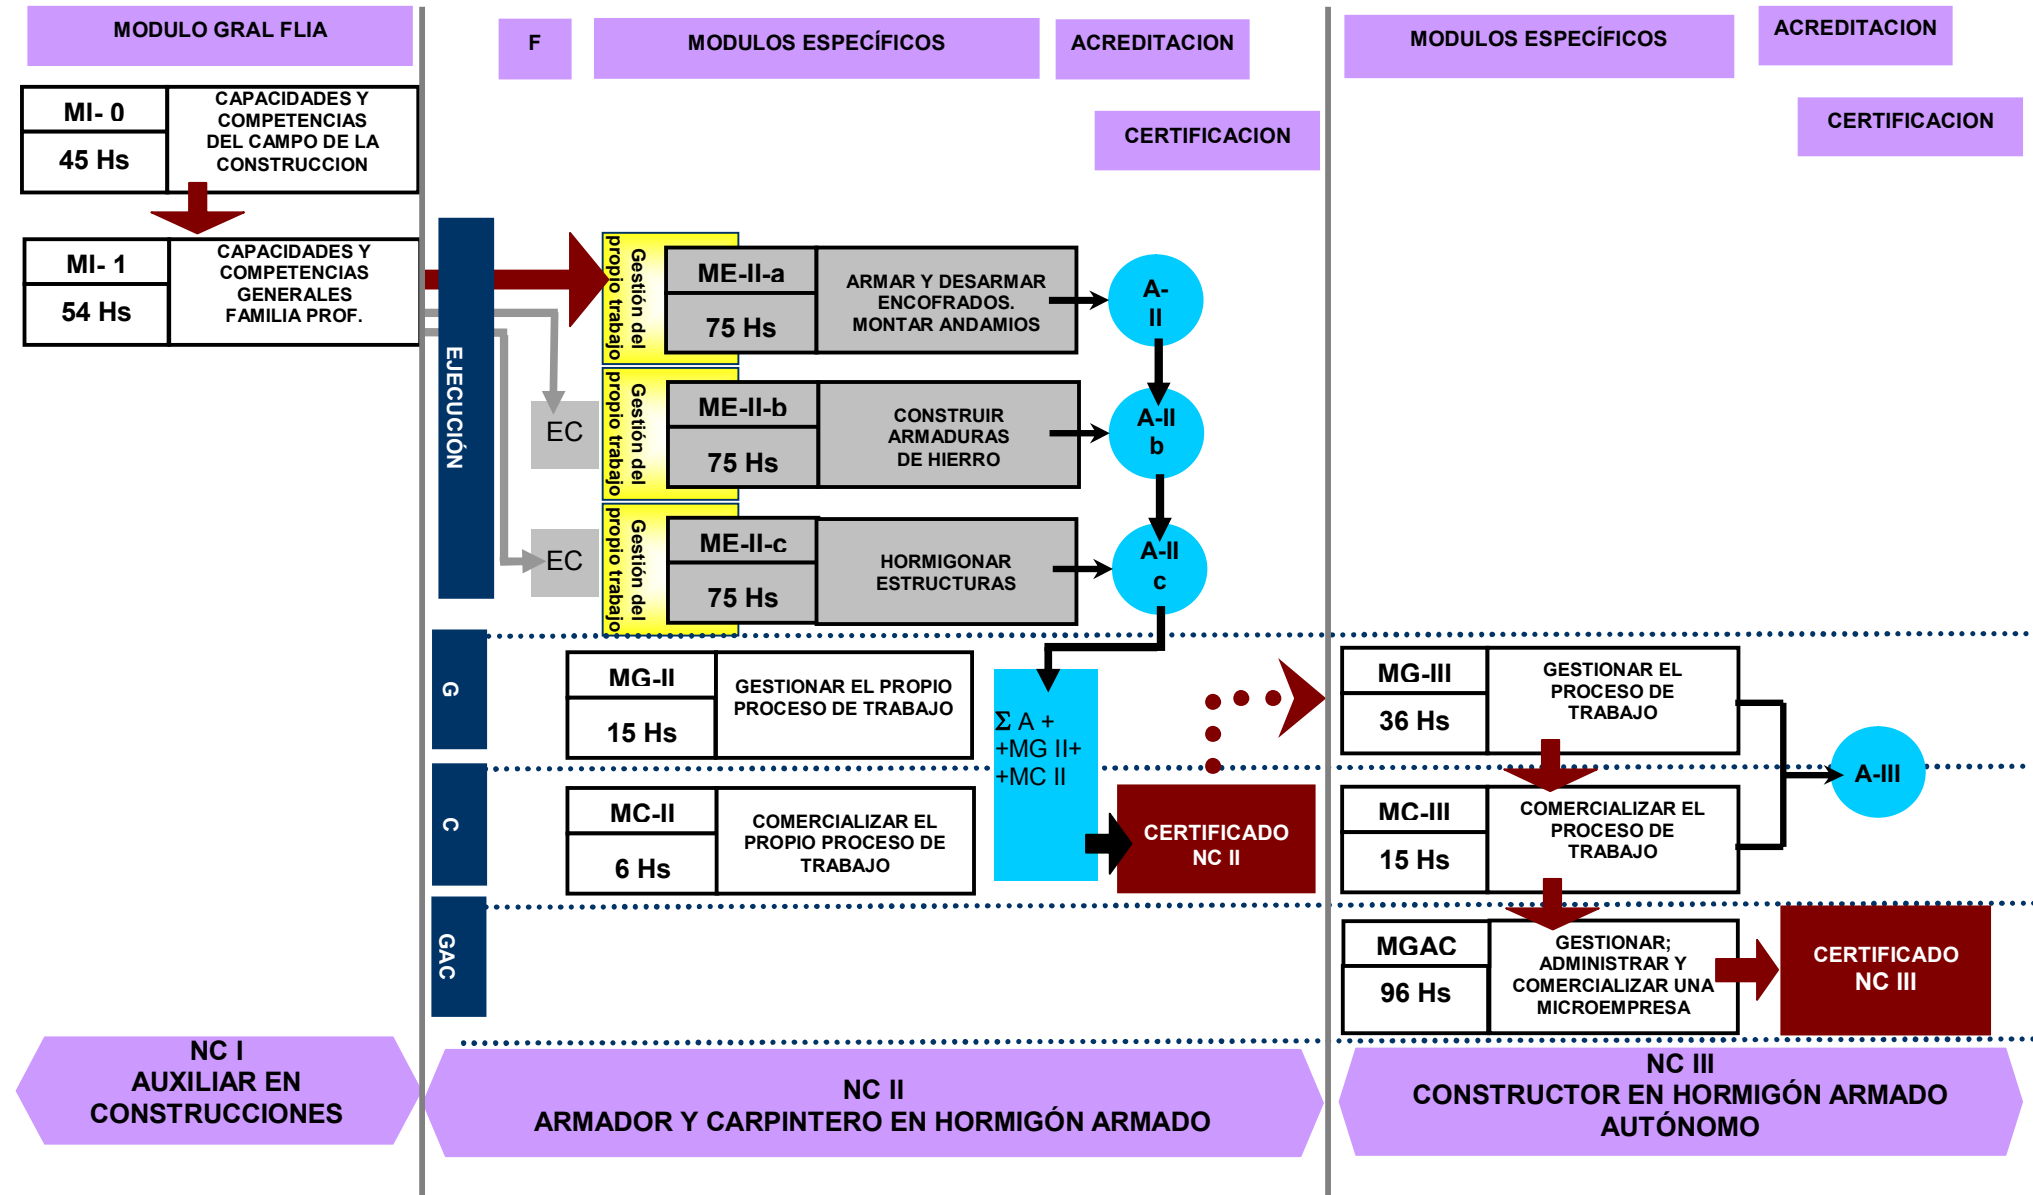 MODULO GRAL FLIA
F
MODULOS ESPECÍFICOS
ACREDITACION
CERTIFICACION
MODULOS ESPECÍFICOS
ACREDITACION
CERTIFICACION
MI- 0
45 Hs
CAPACIDADES Y
COMPETENCIAS
DEL CAMPO DE LA
CONSTRUCCION
MI- 1
54 Hs
CAPACIDADES Y
COMPETENCIAS
GENERALES
FAMILIA PROF.
EJECUCIÓN
Gestión del
propio trabajo
ME-II-a
75 Hs
ARMAR Y DESARMAR
ENCOFRADOS.
MONTAR ANDAMIOS
A-
II
EC
Gestión del
propio trabajo
ME-II-b
75 Hs
CONSTRUIR
ARMADURAS
DE HIERRO
A-II
b
EC
Gestión del
propio trabajo
ME-II-c
75 Hs
HORMIGONAR
ESTRUCTURAS
A-II
c
G
MG-II
15 Hs
GESTIONAR EL PROPIO
PROCESO DE TRABAJO
Σ A +
+MG II+
+MC II
C
MC-II
6 Hs
COMERCIALIZAR EL
PROPIO PROCESO DE
TRABAJO
CERTIFICADO
NC II
GAC
MG-III
36 Hs
GESTIONAR EL
PROCESO DE
TRABAJO
A-III
MC-III
15 Hs
COMERCIALIZAR EL
PROCESO DE
TRABAJO
MGAC
96 Hs
GESTIONAR;
ADMINISTRAR Y
COMERCIALIZAR UNA
MICROEMPRESA
CERTIFICADO
NC III
NC I
AUXILIAR EN
CONSTRUCCIONES
NC II
ARMADOR Y CARPINTERO EN HORMIGÓN ARMADO
NC III
CONSTRUCTOR EN HORMIGÓN ARMADO
AUTÓNOMO